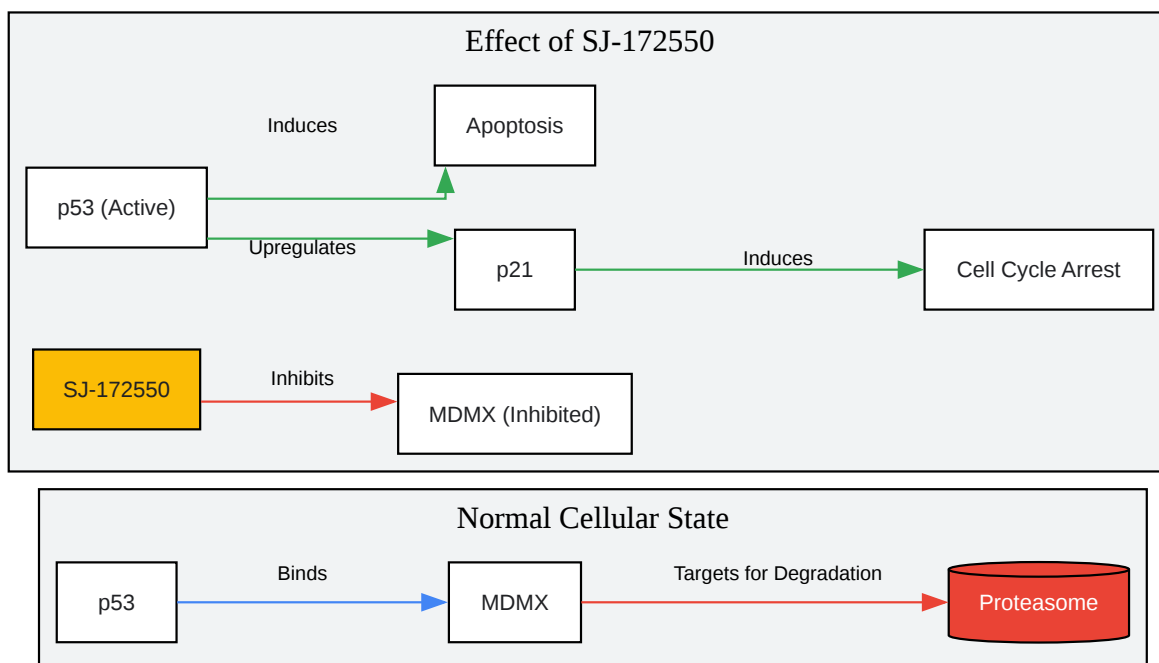 Effect of SJ-172550
Induces
Apoptosis
p53 (Active)
Upregulates
p21
Induces
Cell Cycle Arrest
SJ-172550
Inhibits
MDMX (Inhibited)
Normal Cellular State
p53
Binds
MDMX
Targets for Degradation
Proteasome